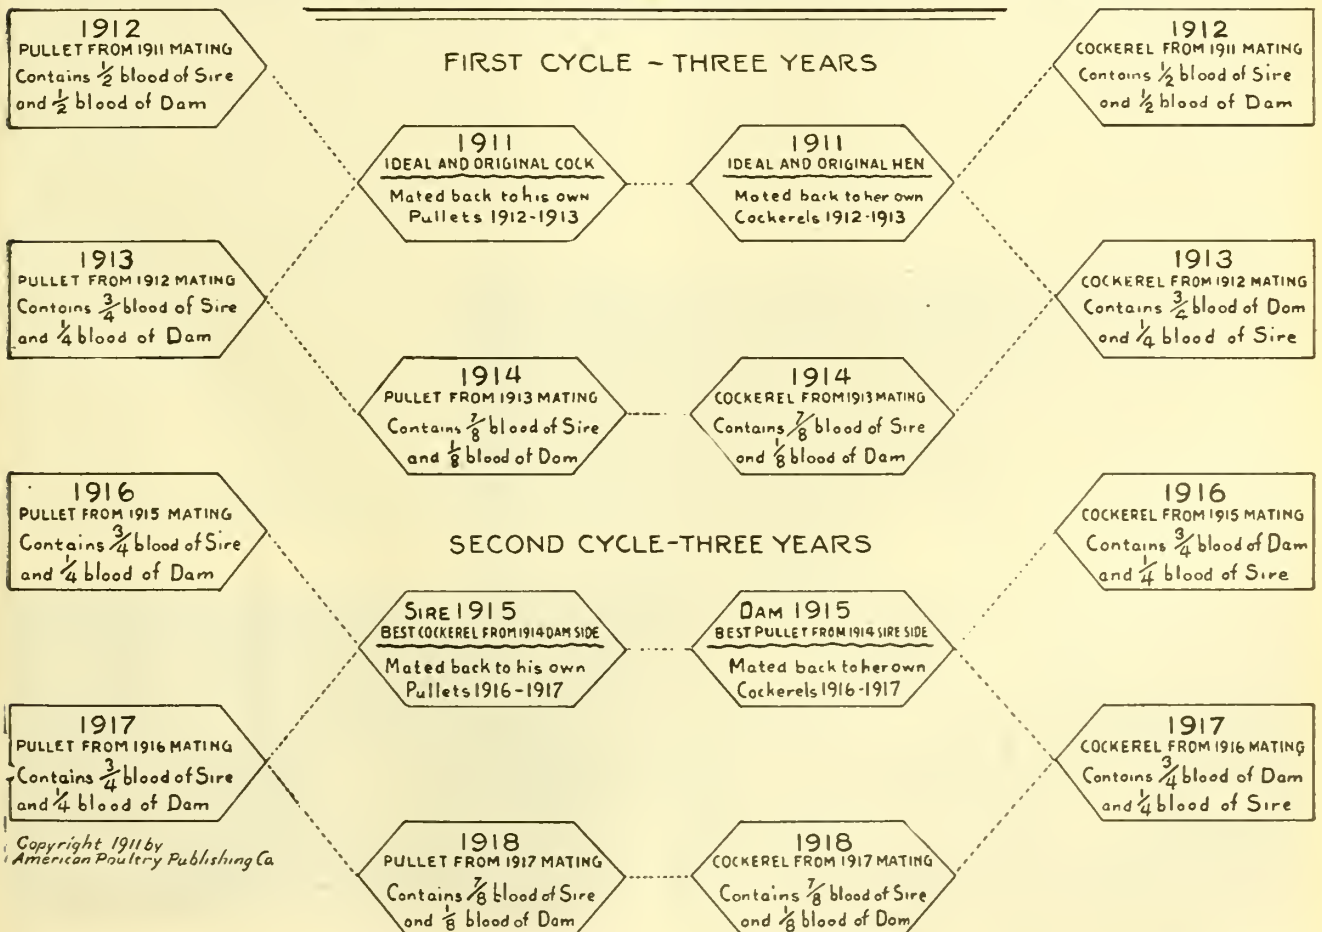 FIRST CYCLE - THREE YEARS
1912
PULLET FROM 1911 MATING
Contains 1/2 blood of Sire
and 1/2 blood of Dam
1912
COCKEREL FROM 1911 MATING
Contains 1/2 blood of Sire
and 1/2 blood of Dam
1911
IDEAL AND ORIGINAL COCK
Mated back to his own
Pullets 1912-1913
1911
IDEAL AND ORIGINAL HEN
Mated back to her own
Cockerels 1912-1913
1913
PULLET FROM 1912 MATING
Contains 3/4 blood of Sire
and 1/4 blood of Dam
1913
COCKEREL FROM 1912 MATING
Contains 3/4 blood of Dam
and 1/4 blood of Sire
1914
PULLET FROM 1913 MATING
Contains 7/8 blood of Sire
and 1/8 blood of Dam
1914
COCKEREL FROM 1913 MATING
Contains 7/8 blood of Sire
and 1/8 blood of Dam
SECOND CYCLE-THREE YEARS
1916
PULLET FROM 1915 MATING
Contains 3/4 blood of Sire
and 1/4 blood of Dam
1916
COCKEREL FROM 1915 MATING
Contains 3/4 blood of Dam
and 1/4 blood of Sire
SIRE 1915
BEST COCKEREL FROM 1914 DAM SIDE
Mated back to his own
Pullets 1916-1917
DAM 1915
BEST PULLET FROM 1914 SIRE SIDE
Mated back to her own
Cockerels 1916-1917
1917
PULLET FROM 1916 MATING
Contains 3/4 blood of Sire
and 1/4 blood of Dam
1917
COCKEREL FROM 1916 MATING
Contains 3/4 blood of Dam
and 1/4 blood of Sire
1918
PULLET FROM 1917 MATING
Contains 7/8 blood of Sire
and 1/8 blood of Dam
1918
COCKEREL FROM 1917 MATING
Contains 7/8 blood of Sire
and 1/8 blood of Dam
Copyright 1911 by
American Poultry Publishing Co